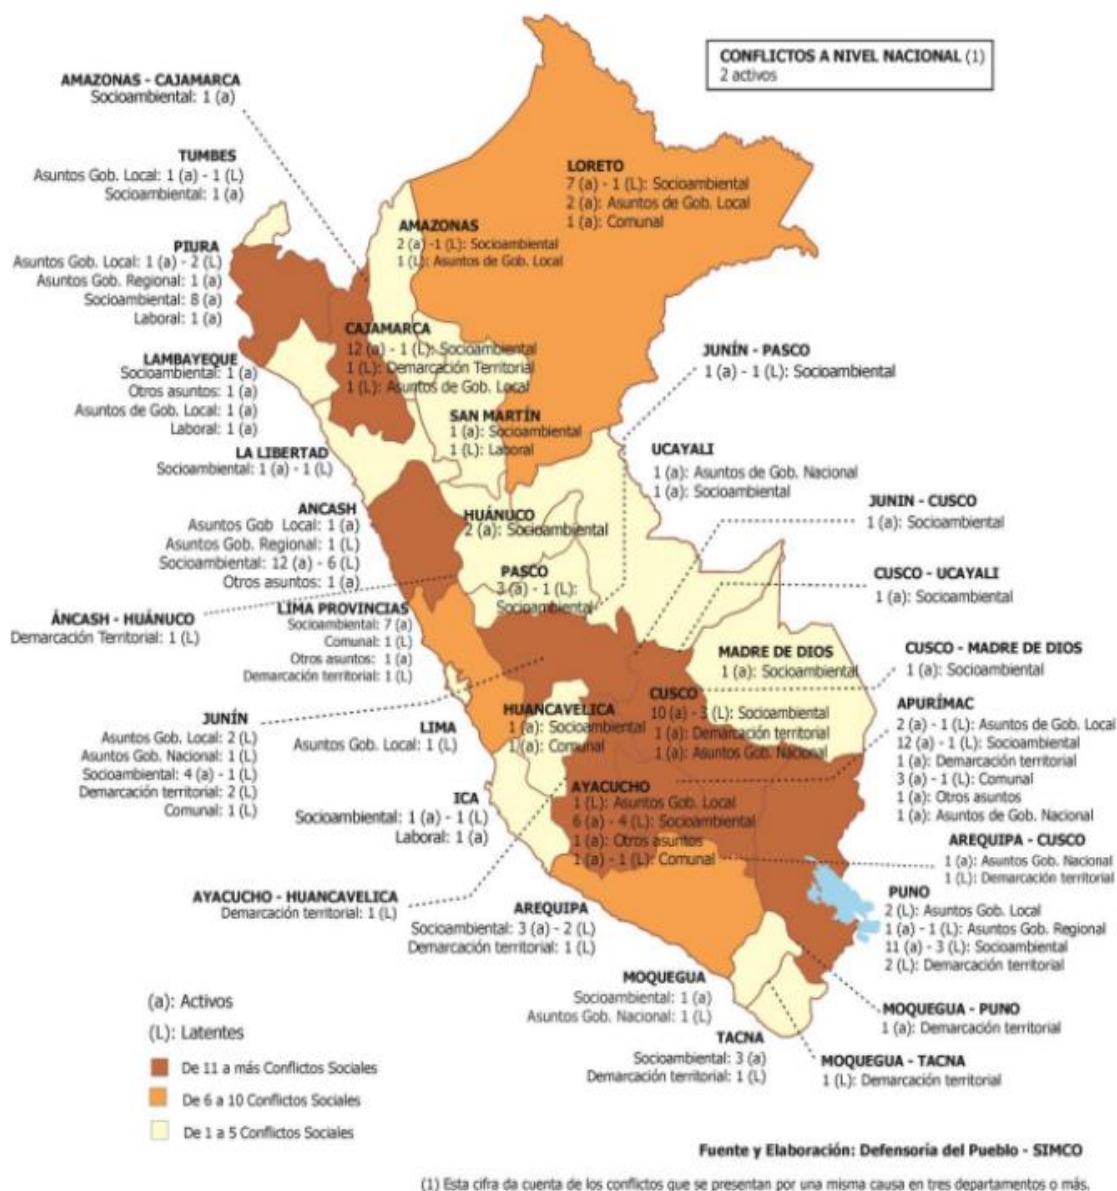 CONFLICTOS A NIVEL NACIONAL (1)
2 activos
AMAZONAS - CAJAMARCA
Socioambiental: 1 (a)
TUMBES
Asuntos Gob. Local: 1 (a) - 1 (L)
Socioambiental: 1 (a)
PIURA
Asuntos Gob. Local: 1 (a) - 2 (L)
Asuntos Gob. Regional: 1 (a)
Socioambiental: 8 (a)
Laboral: 1 (a)
LAMBAYEQUE
Socioambiental: 1 (a)
Otros asuntos: 1 (a)
Asuntos de Gob. Local: 1 (a)
Laboral: 1 (a)
LA LIBERTAD
Socioambiental: 1 (a) - 1 (L)
ANCASH
Asuntos Gob Local: 1 (a)
Asuntos Gob. Regional: 1 (L)
Socioambiental: 12 (a) - 6 (L)
Otros asuntos: 1 (a)
ÁNCASH - HUÁNUCO
Demarcación Territorial: 1 (L)
LIMA PROVINCIAS
Socioambiental: 7 (a)
Comunal: 1 (L)
Otros asuntos: 1 (a)
Demarcación territorial: 1 (L)
JUNÍN
Asuntos Gob. Local: 2 (L)
Asuntos Gob. Nacional: 1 (L)
Socioambiental: 4 (a) - 1 (L)
Demarcación territorial: 2 (L)
Comunal: 1 (L)
LIMA
Asuntos Gob. Local: 1 (L)
ICA
Socioambiental: 1 (a) - 1 (L)
Laboral: 1 (a)
AYACUCHO - HUANCAVELICA
Demarcación territorial: 1 (L)
AREQUIPA
Socioambiental: 3 (a) - 2 (L)
Demarcación territorial: 1 (L)
MOQUEGUA
Socioambiental: 1 (a)
Asuntos Gob. Nacional: 1 (L)
TACNA
Socioambiental: 3 (a)
Demarcación territorial: 1 (L)
LORETO
7 (a) - 1 (L): Socioambiental
2 (a): Asuntos de Gob. Local
1 (a): Comunal
AMAZONAS
2 (a) -1 (L): Socioambiental
1 (L): Asuntos de Gob. Local
CAJAMARCA
12 (a) - 1 (L): Socioambiental
1 (L): Demarcación Territorial
1 (L): Asuntos de Gob. Local
SAN MARTÍN
1 (a): Socioambiental
1 (L): Laboral
HUÁNUCO
2 (a): Socioambiental
PASCO
3 (a) - 1 (L):
Socioambiental
JUNÍN - PASCO
1 (a) - 1 (L): Socioambiental
UCAYALI
1 (a): Asuntos de Gob. Nacional
1 (a): Socioambiental
JUNIN - CUSCO
1 (a): Socioambiental
CUSCO - UCAYALI
1 (a): Socioambiental
MADRE DE DIOS
1 (a): Socioambiental
CUSCO - MADRE DE DIOS
1 (a): Socioambiental
CUSCO
10 (a) - 3 (L): Socioambiental
1 (a): Demarcación territorial
1 (a): Asuntos Gob. Nacional
HUANCAVELICA
1 (a): Socioambiental
1 (a): Comunal
APURÍMAC
2 (a) - 1 (L): Asuntos de Gob. Local
12 (a) - 1 (L): Socioambiental
1 (a): Demarcación territorial
3 (a) - 1 (L): Comunal
1 (a): Otros asuntos
1 (a): Asuntos de Gob. Nacional
AYACUCHO
1 (L): Asuntos Gob. Local
6 (a) - 4 (L): Socioambiental
1 (a): Otros asuntos
1 (a) - 1 (L): Comunal
AREQUIPA - CUSCO
1 (a): Asuntos Gob. Nacional
1 (L): Demarcación territorial
PUNO
2 (L): Asuntos Gob. Local
1 (a) - 1 (L): Asuntos Gob. Regional
11 (a) - 3 (L): Socioambiental
2 (L): Demarcación territorial
MOQUEGUA - PUNO
1 (a): Demarcación territorial
MOQUEGUA - TACNA
1 (L): Demarcación territorial
(a): Activos
(L): Latentes
De 11 a más Conflictos Sociales
De 6 a 10 Conflictos Sociales
De 1 a 5 Conflictos Sociales
Fuente y Elaboración: Defensoría del Pueblo - SIMCO
(1) Esta cifra da cuenta de los conflictos que se presentan por una misma causa en tres departamentos o más.